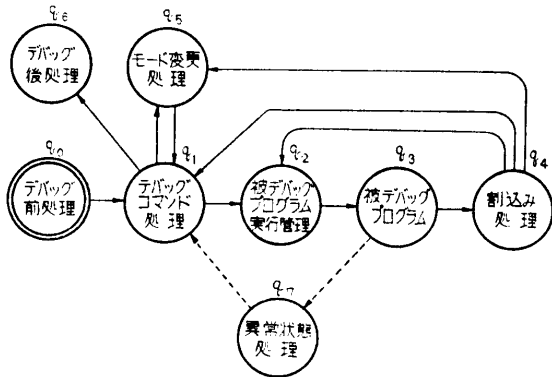 q6
デバッグ
後処理
q5
モード変更
処理
q0
デバッグ
前処理
q1
デバッグ
コマンド
処理
q2
被デバッグ
プログラム
実行管理
q3
被デバッグ
プログラム
q4
割込み
処理
q7
異常状態
処理